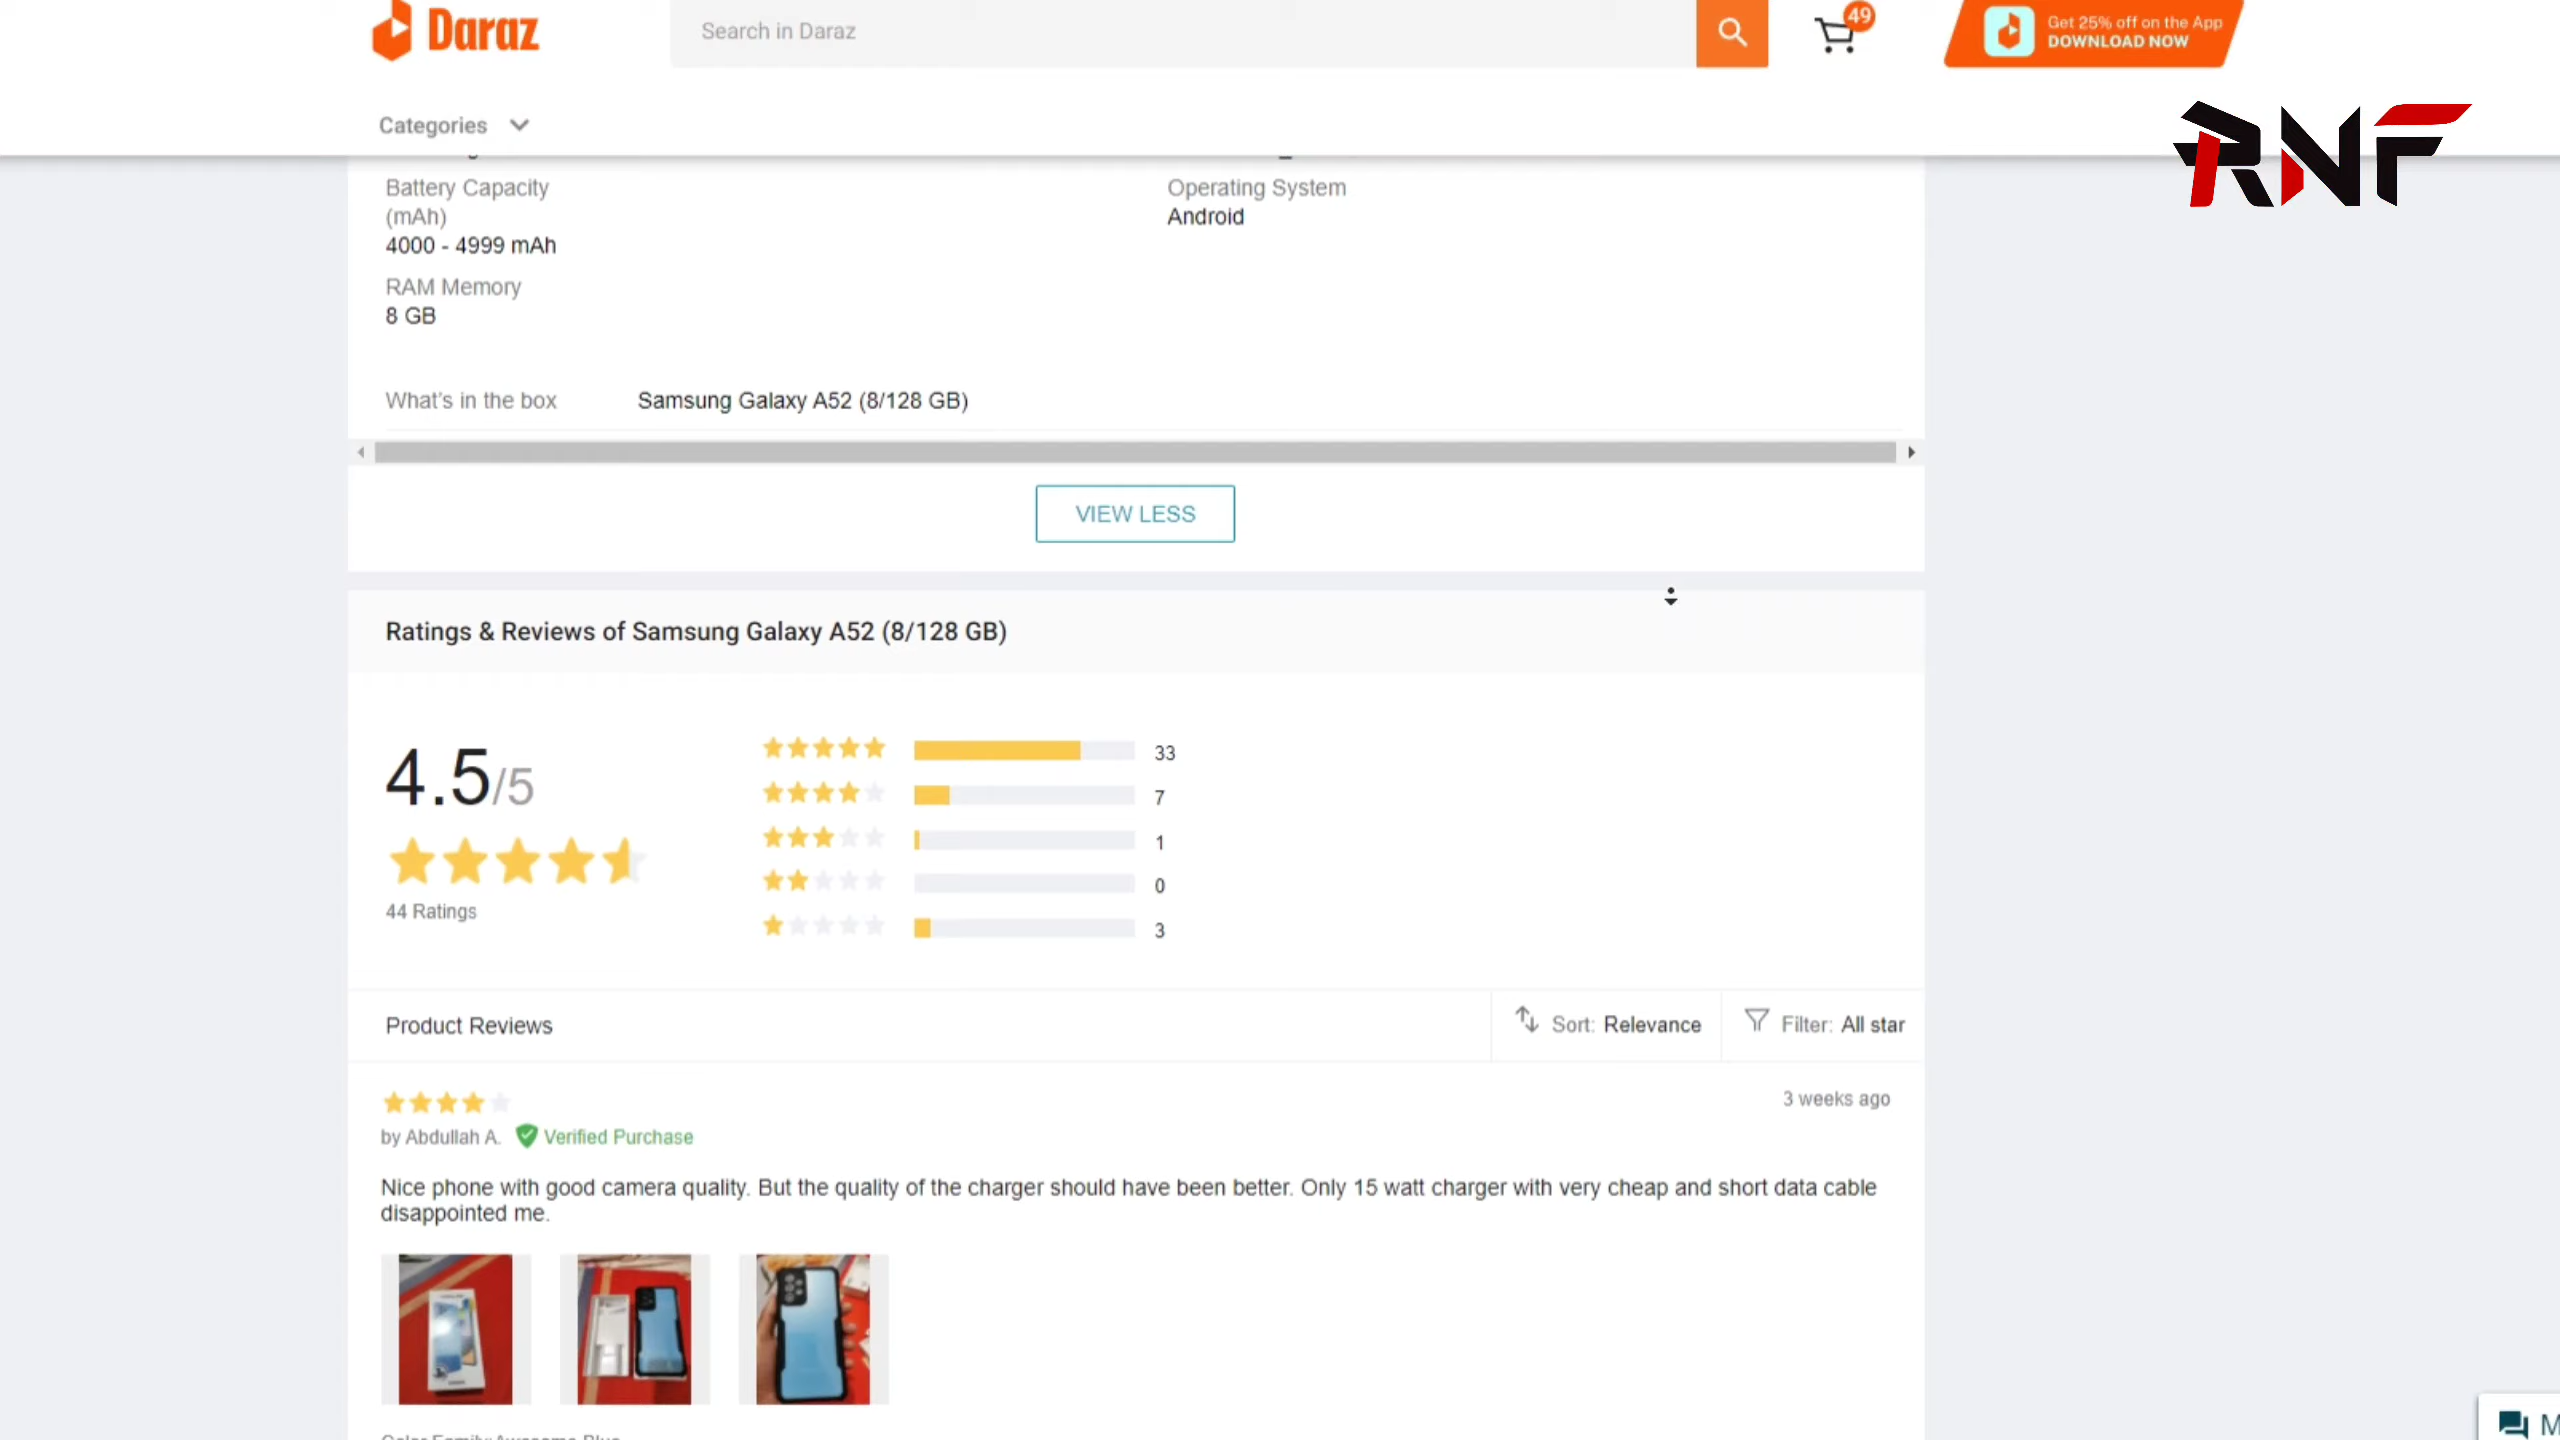 Daraz
Search in Daraz
49
Get 25% off on the App
DOWNLOAD NOW
Categories
RNF
Battery Capacity
(mAh)
4000 - 4999 mAh
Operating System
Android
RAM Memory
8 GB
What's in the box Samsung Galaxy A52 (8/128 GB)
VIEW LESS
Ratings & Reviews of Samsung Galaxy A52 (8/128 GB)
4.5/5
44 Ratings
33
7
1
0
3
Product Reviews
Sort: Relevance
Filter: All star
3 weeks ago
by Abdullah A. Verified Purchase
Nice phone with good camera quality. But the quality of the charger should have been better. Only 15 watt charger with very cheap and short data cable
disappointed me.